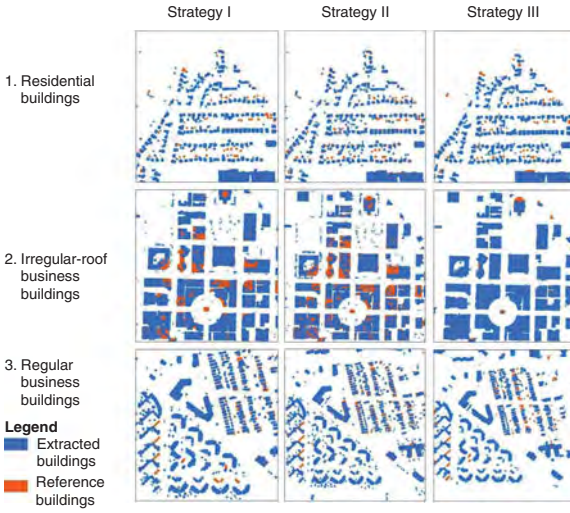 Strategy I
Strategy II
Strategy III
1. Residential
buildings
2. Irregular-roof
business
buildings
3. Regular
business
buildings
Legend
Extracted
buildings
Reference
buildings